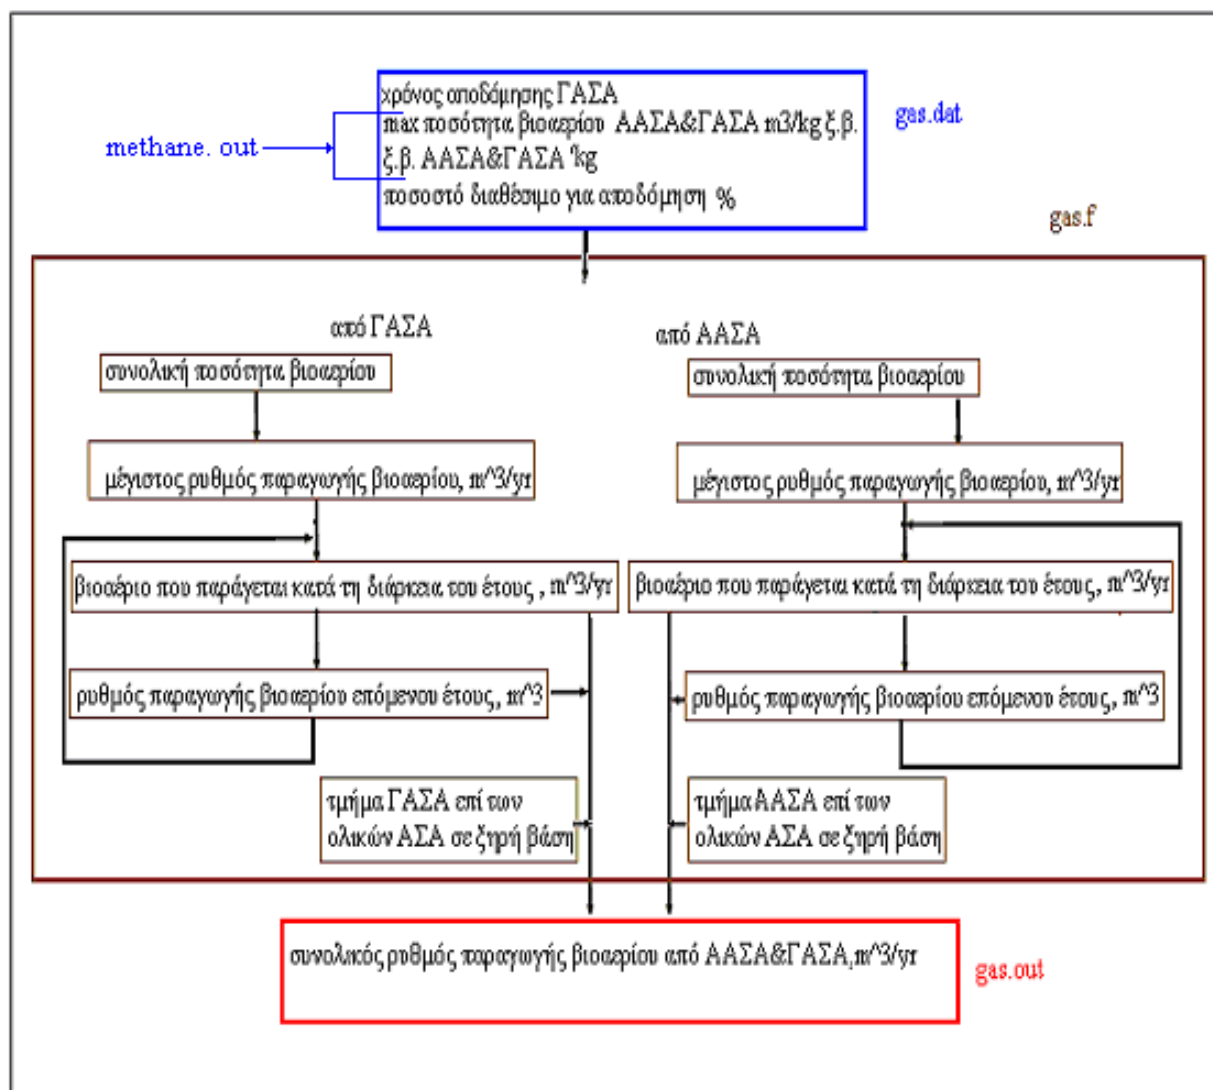 χρόνος αποδόμησης ΓΑΣΑ
max ποσότητα βιοαερίου ΑΑΣΑ&ΓΑΣΑ m3/kg ξ.β.
ξ.β. ΑΑΣΑ&ΓΑΣΑ 'kg
ποσοστό διαθέσιμο για αποδόμηση %
gas.dat
methane. out
gas.f
από ΓΑΣΑ
από ΑΑΣΑ
συνολική ποσότητα βιοαερίου
συνολική ποσότητα βιοαερίου
μέγιστος ρυθμός παραγωγής βιοαερίου, m^3/yr
μέγιστος ρυθμός παραγωγής βιοαερίου, m^3/yr
βιοαέριο που παράγεται κατά τη διάρκεια του έτους , m^3/yr
βιοαέριο που παράγεται κατά τη διάρκεια του έτους, m^3/yr
ρυθμός παραγωγής βιοαερίου επόμενου έτους, m^3
ρυθμός παραγωγής βιοαερίου επόμενου έτους, m^3
τμήμα ΓΑΣΑ επί των
ολικών ΑΣΑ σε ξηρή βάση
τμήμα ΑΑΣΑ επί των
ολικών ΑΣΑ σε ξηρή βάση
συνολικός ρυθμός παραγωγής βιοαερίου από ΑΑΣΑ&ΓΑΣΑ, m^3/yr
gas.out